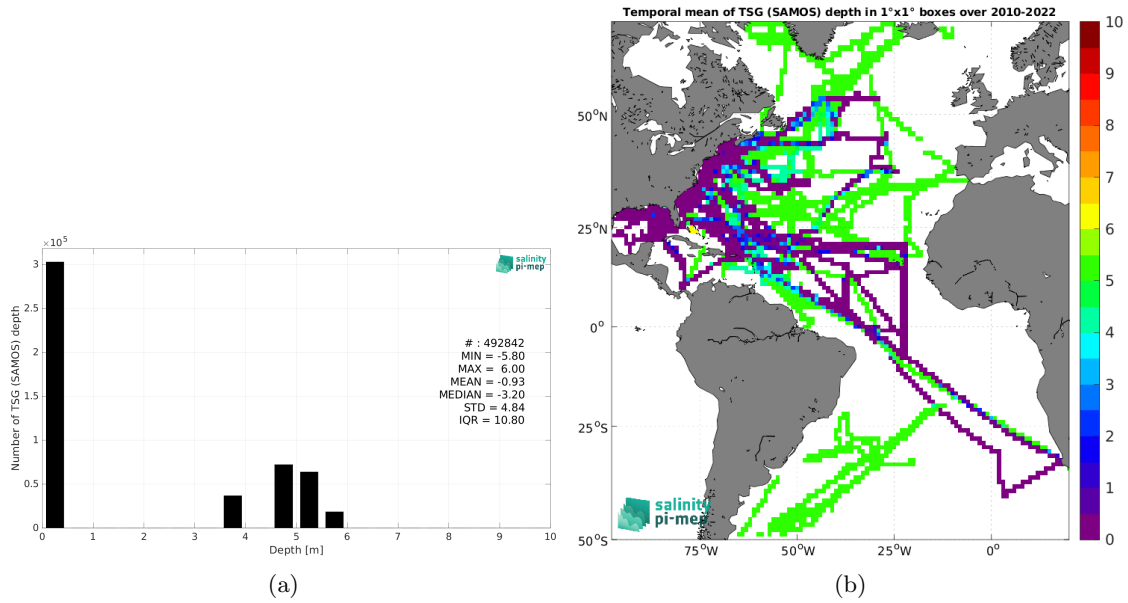 ×10⁵
3
2.5
2
1.5
1
0.5
0
Number of TSG (SAMOS) depth
0 1 2 3 4 5 6 7 8 9 10
Depth [m]
salinity
pi-mep
# : 492842
MIN = -5.80
MAX = 6.00
MEAN = -0.93
MEDIAN = -3.20
STD = 4.84
IQR = 10.80
(a)
Temporal mean of TSG (SAMOS) depth in 1°x1° boxes over 2010-2022
50°N
25°N
0°
25°S
50°S
75°W 50°W 25°W 0°
salinity
pi-mep
10
9
8
7
6
5
4
3
2
1
0
(b)